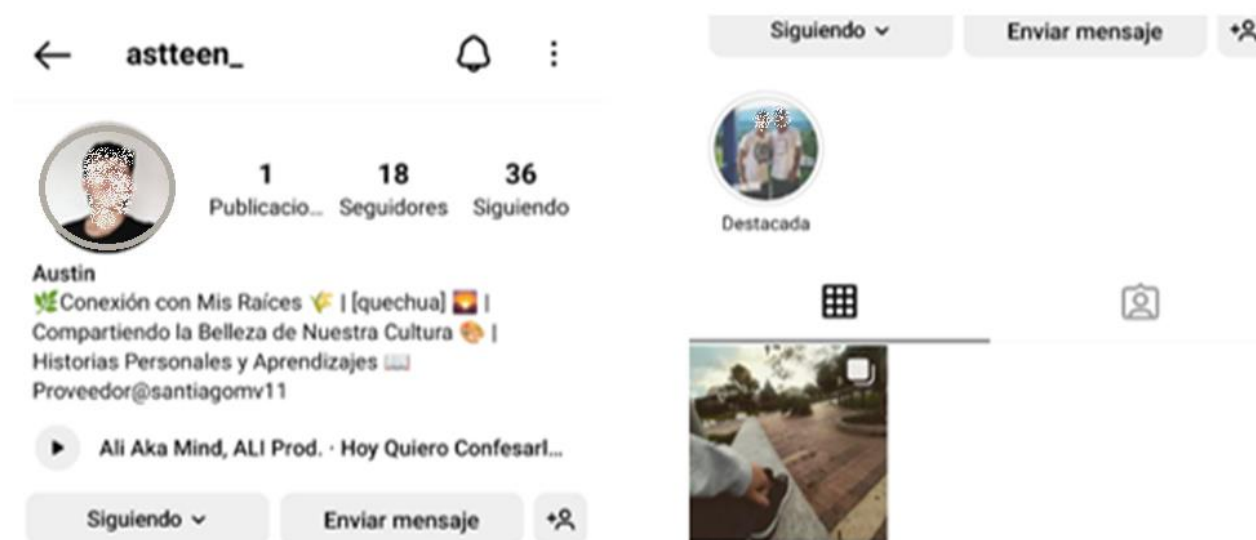 astteen_
1 18 36
Publicacio... Seguidores Siguiendo
Austin
🌿Conexión con Mis Raíces 🌾 | [quechua] 🌄 |
Compartiendo la Belleza de Nuestra Cultura 🎨 |
Historias Personales y Aprendizajes 📖
Proveedor@santiagomv11
Ali Aka Mind, ALI Prod. · Hoy Quiero Confesarl...
Siguiendo Enviar mensaje
Siguiendo Enviar mensaje
Destacada